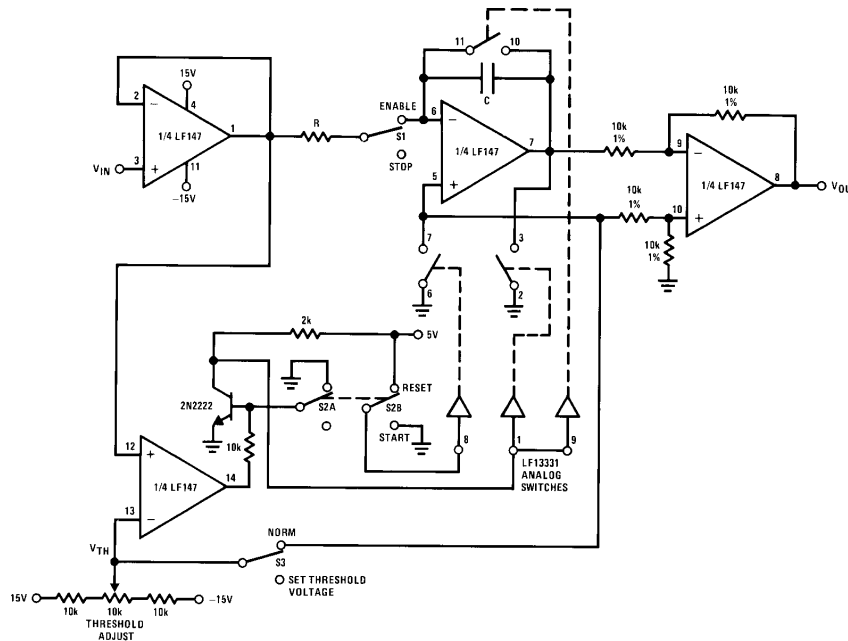 15V
2
4
1/4 LF147
1
VIN
3
11
-15V
R
ENABLE
S1
STOP
11
10
C
6
7
1/4 LF147
5
10k
1%
10k
1%
9
8
1/4 LF147
VOU
10k
1%
10
10k
1%
7
6
3
2
2k
5V
RESET
2N2222
S2A
S2B
START
10k
8
1
9
LF13331
ANALOG
SWITCHES
12
1/4 LF147
14
13
VTH
NORM
S3
SET THRESHOLD
VOLTAGE
15V
10k
10k
10k
-15V
THRESHOLD
ADJUST